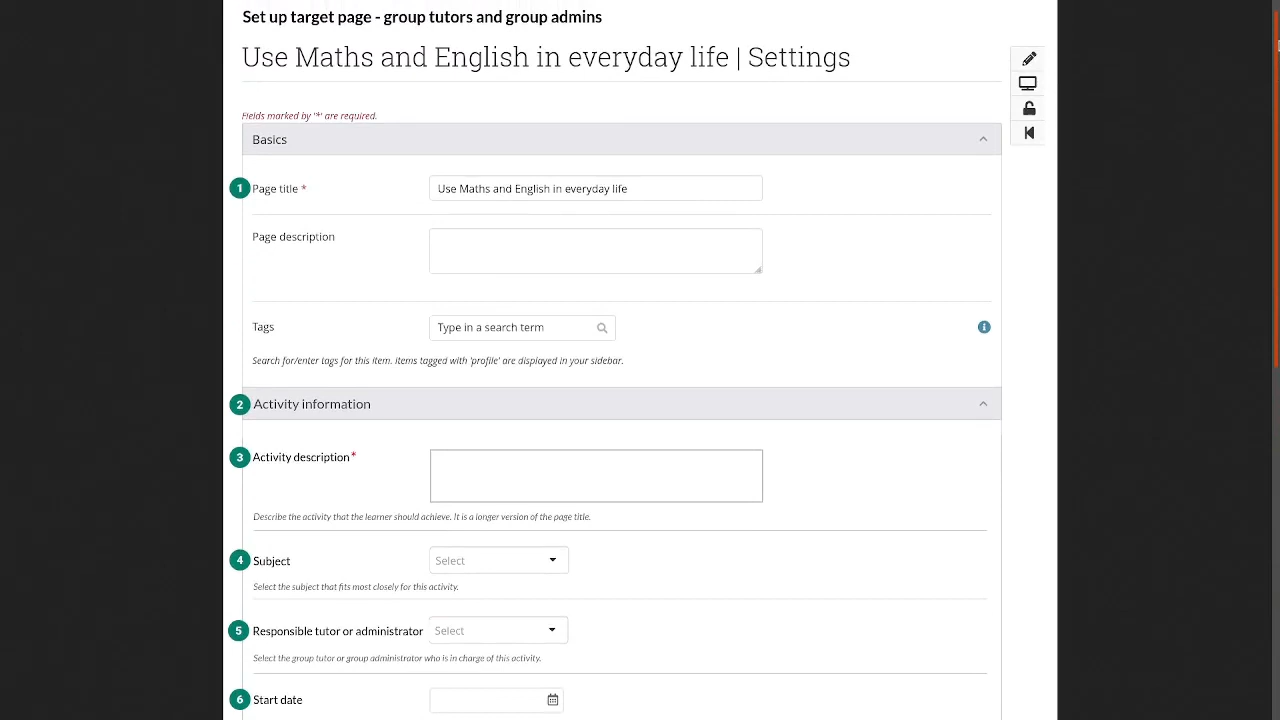 Set up target page - group tutors and group admins
Use Maths and English in everyday life | Settings
Fields marked by '*' are required.
Basics
1 Page title * Use Maths and English in everyday life
Page description
Tags Type in a search term
Search for/enter tags for this item. Items tagged with 'profile' are displayed in your sidebar.
2 Activity information
3 Activity description*
Describe the activity that the learner should achieve. It is a longer version of the page title.
4 Subject Select
Select the subject that fits most closely for this activity.
5 Responsible tutor or administrator Select
Select the group tutor or group administrator who is in charge of this activity.
6 Start date